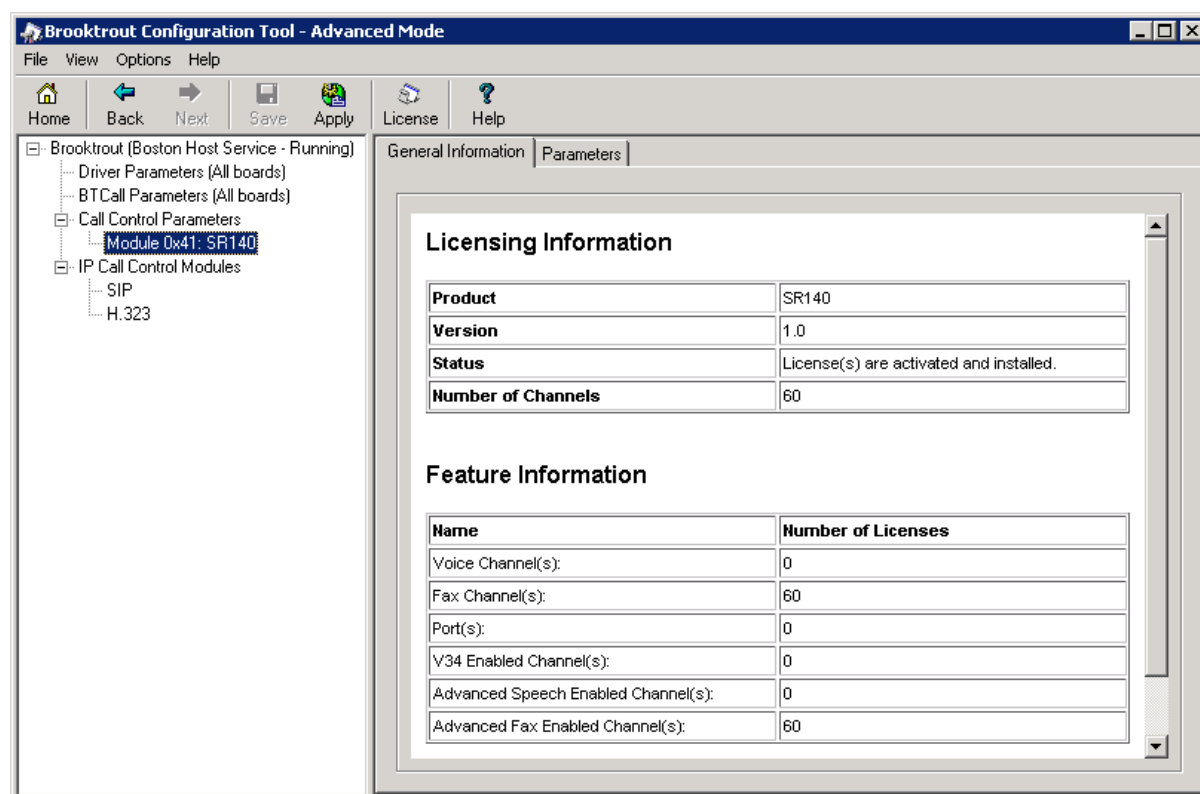 Brooktrout Configuration Tool - Advanced Mode
File View Options Help
Home Back Next Save Apply License Help
Brooktrout (Boston Host Service - Running)
Driver Parameters (All boards)
BTCall Parameters (All boards)
Call Control Parameters
Module 0x41: SR140
IP Call Control Modules
SIP
H.323
General Information Parameters
Licensing Information
Product SR140
Version 1.0
Status License(s) are activated and installed.
Number of Channels 60
Feature Information
Name Number of Licenses
Voice Channel(s): 0
Fax Channel(s): 60
Port(s): 0
V34 Enabled Channel(s): 0
Advanced Speech Enabled Channel(s): 0
Advanced Fax Enabled Channel(s): 60